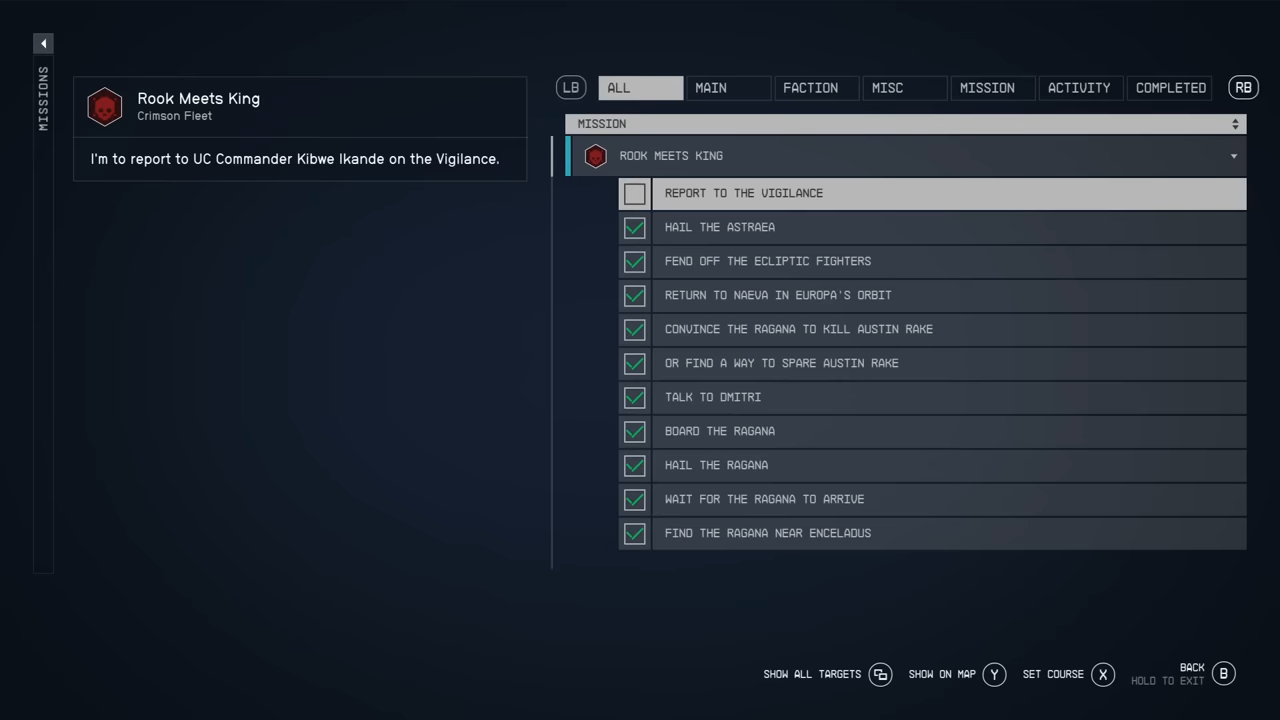 MISSIONS
Rook Meets King
Crimson Fleet
I'm to report to UC Commander Kibwe Ikande on the Vigilance.
LB
ALL
MAIN
FACTION
MISC
MISSION
ACTIVITY
COMPLETED
RB
MISSION
ROOK MEETS KING
REPORT TO THE VIGILANCE
HAIL THE ASTRAEA
FEND OFF THE ECLIPTIC FIGHTERS
RETURN TO NAEVA IN EUROPA'S ORBIT
CONVINCE THE RAGANA TO KILL AUSTIN RAKE
OR FIND A WAY TO SPARE AUSTIN RAKE
TALK TO DMITRI
BOARD THE RAGANA
HAIL THE RAGANA
WAIT FOR THE RAGANA TO ARRIVE
FIND THE RAGANA NEAR ENCELADUS
SHOW ALL TARGETS
SHOW ON MAP Y
SET COURSE X
BACK B
HOLD TO EXIT